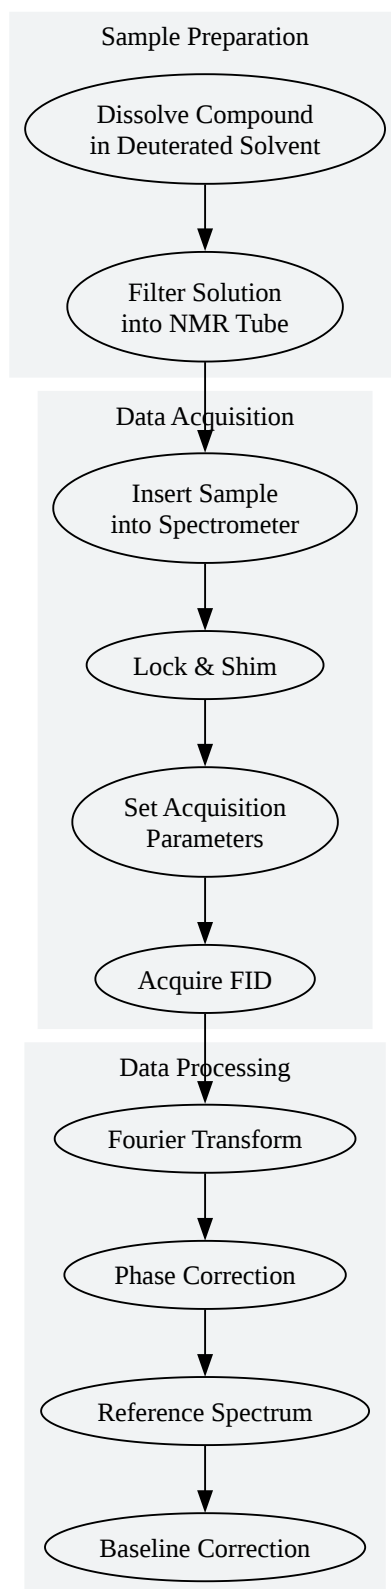 Sample Preparation
Dissolve Compound
in Deuterated Solvent
Filter Solution
into NMR Tube
Data Acquisition
Insert Sample
into Spectrometer
Lock & Shim
Set Acquisition
Parameters
Acquire FID
Data Processing
Fourier Transform
Phase Correction
Reference Spectrum
Baseline Correction